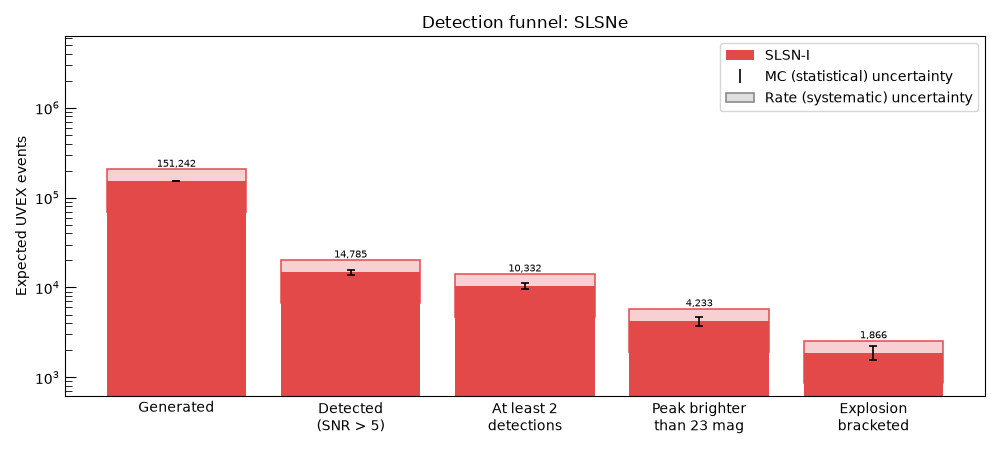 Detection funnel: SLSNe
SLSN-I
MC (statistical) uncertainty
Rate (systematic) uncertainty
Expected UVEX events
10⁶
10⁵
10⁴
10³
151,242
14,785
10,332
4,233
1,866
Generated
Detected
(SNR > 5)
At least 2
detections
Peak brighter
than 23 mag
Explosion
bracketed